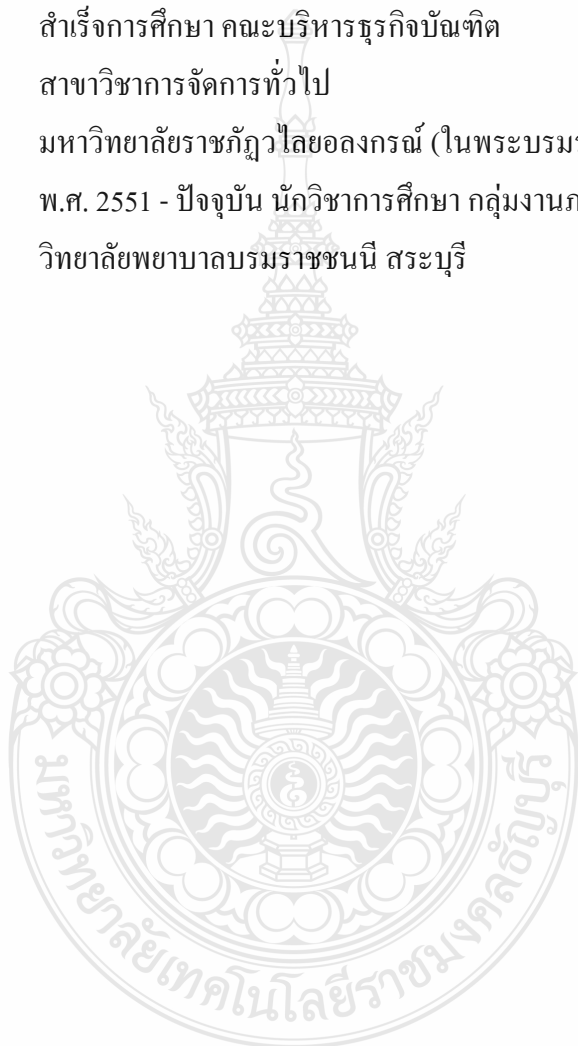 สำเร็จการศึกษา คณะบริหารธุรกิจบัณฑิต
สาขาวิชาการจัดการทั่วไป
มหาวิทยาลัยราชภัฏวไลยอลงกรณ์ (ในพระบรมร
พ.ศ. 2551 - ปัจจุบัน นักวิชาการศึกษา กลุ่มงานภ
วิทยาลัยพยาบาลบรมราชชนนี สระบุรี
มหาวิทยาลัยเทคโนโลยีราชมงคลธัญบุรี